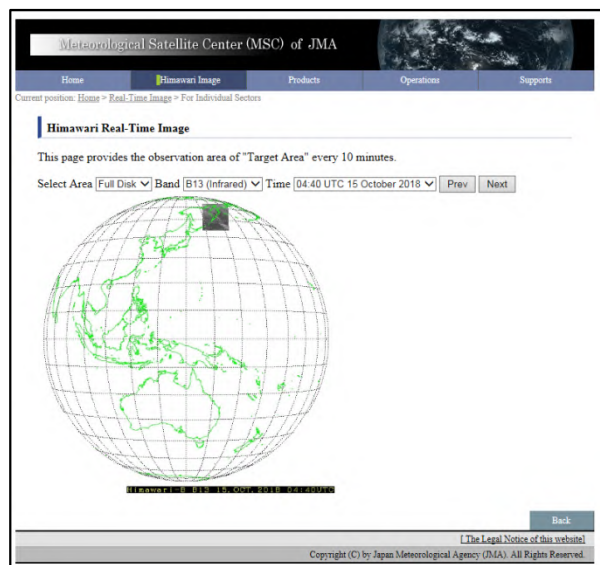 Meteorological Satellite Center (MSC) of JMA
Home Himawari Image Products Operations Supports
Current position: Home > Real-Time Image > For Individual Sectors
Himawari Real-Time Image
This page provides the observation area of "Target Area" every 10 minutes.
Select Area Full Disk Band B13 (Infrared) Time 04:40 UTC 15 October 2018 Prev Next
Himawari-8 B13 15.OCT.2018 04:40UTC
Back
[ The Legal Notice of this website]
Copyright (C) by Japan Meteorological Agency (JMA). All Rights Reserved.